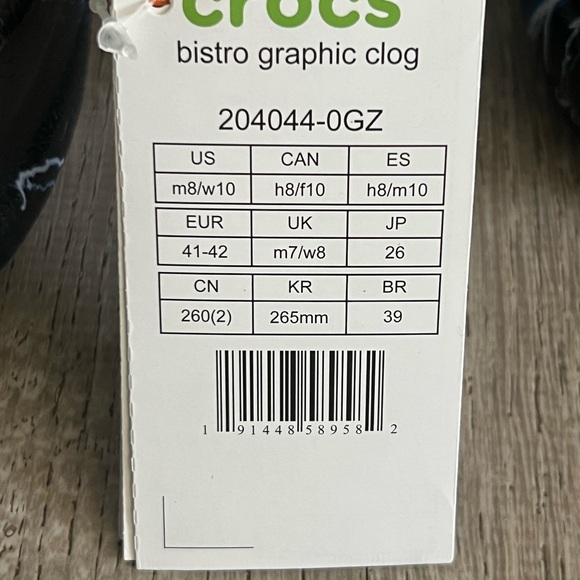 crocs
bistro graphic clog
204044-0GZ
US CAN ES
m8/w10 h8/f10 h8/m10
EUR UK JP
41-42 m7/w8 26
CN KR BR
260(2) 265mm 39
1 91448 58958 2